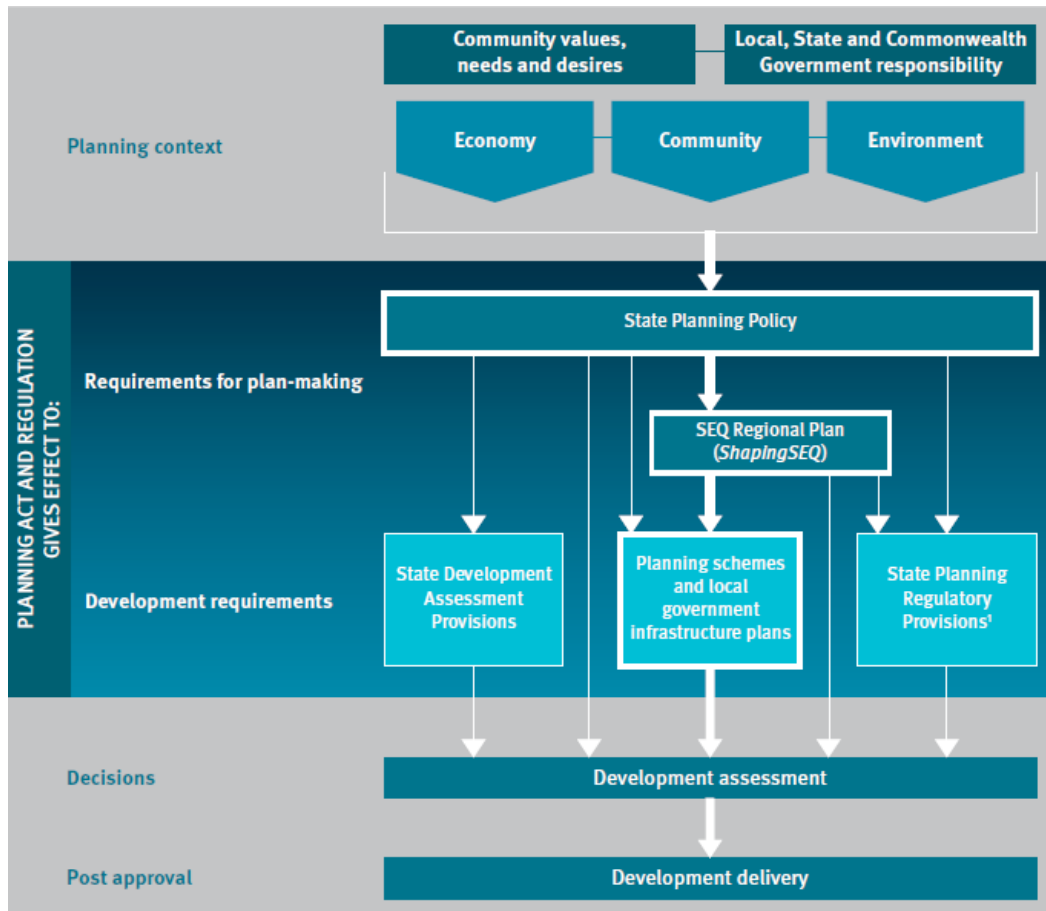 Community values,
needs and desires
Local, State and Commonwealth
Government responsibility
Planning context
Economy
Community
Environment
PLANNING ACT AND REGULATION
GIVES EFFECT TO:
State Planning Policy
Requirements for plan-making
SEQ Regional Plan
(ShapingSEQ)
Development requirements
State Development
Assessment
Provisions
Planning schemes
and local
government
infrastructure plans
State Planning
Regulatory
Provisions¹
Decisions
Development assessment
Post approval
Development delivery